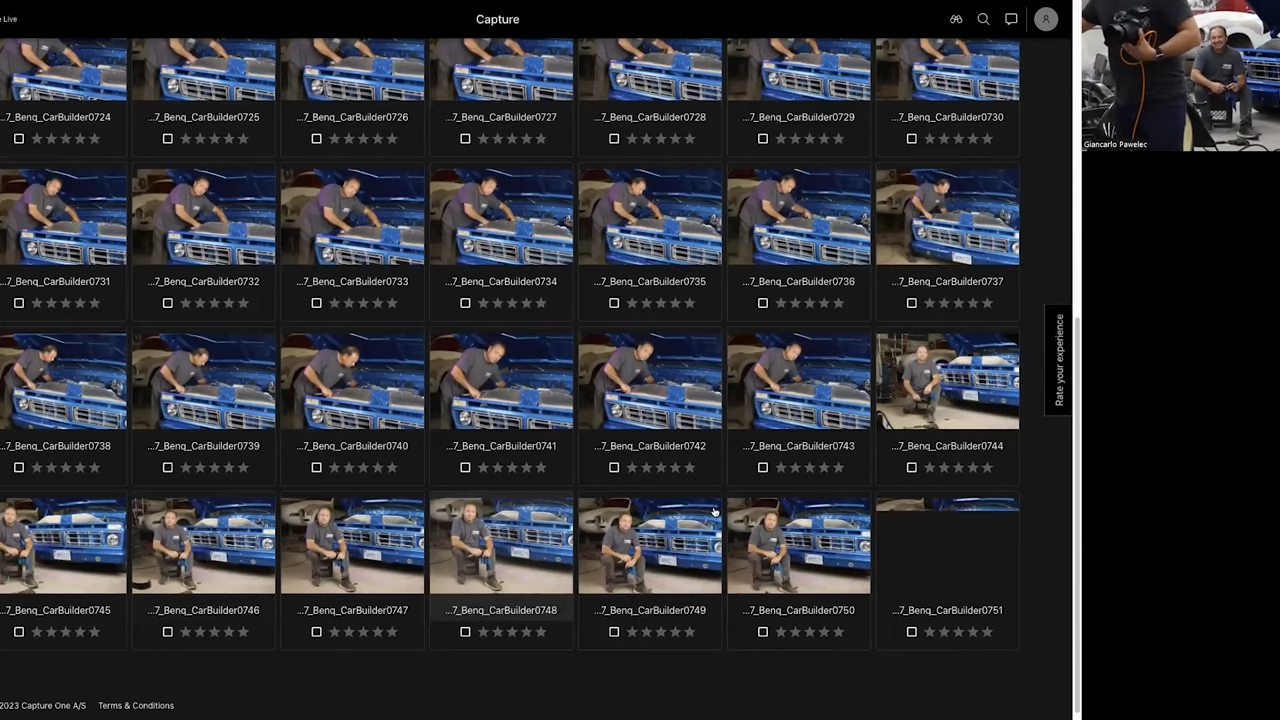 e Live
Capture
Giancarlo Pawelec
...7_Benq_CarBuilder0724
...7_Benq_CarBuilder0725
...7_Benq_CarBuilder0726
...7_Benq_CarBuilder0727
...7_Benq_CarBuilder0728
...7_Benq_CarBuilder0729
...7_Benq_CarBuilder0730
...7_Benq_CarBuilder0731
...7_Benq_CarBuilder0732
...7_Benq_CarBuilder0733
...7_Benq_CarBuilder0734
...7_Benq_CarBuilder0735
...7_Benq_CarBuilder0736
...7_Benq_CarBuilder0737
Rate your experience
...7_Benq_CarBuilder0738
...7_Benq_CarBuilder0739
...7_Benq_CarBuilder0740
...7_Benq_CarBuilder0741
...7_Benq_CarBuilder0742
...7_Benq_CarBuilder0743
...7_Benq_CarBuilder0744
...7_Benq_CarBuilder0745
...7_Benq_CarBuilder0746
...7_Benq_CarBuilder0747
...7_Benq_CarBuilder0748
...7_Benq_CarBuilder0749
...7_Benq_CarBuilder0750
...7_Benq_CarBuilder0751
2023 Capture One A/S Terms & Conditions